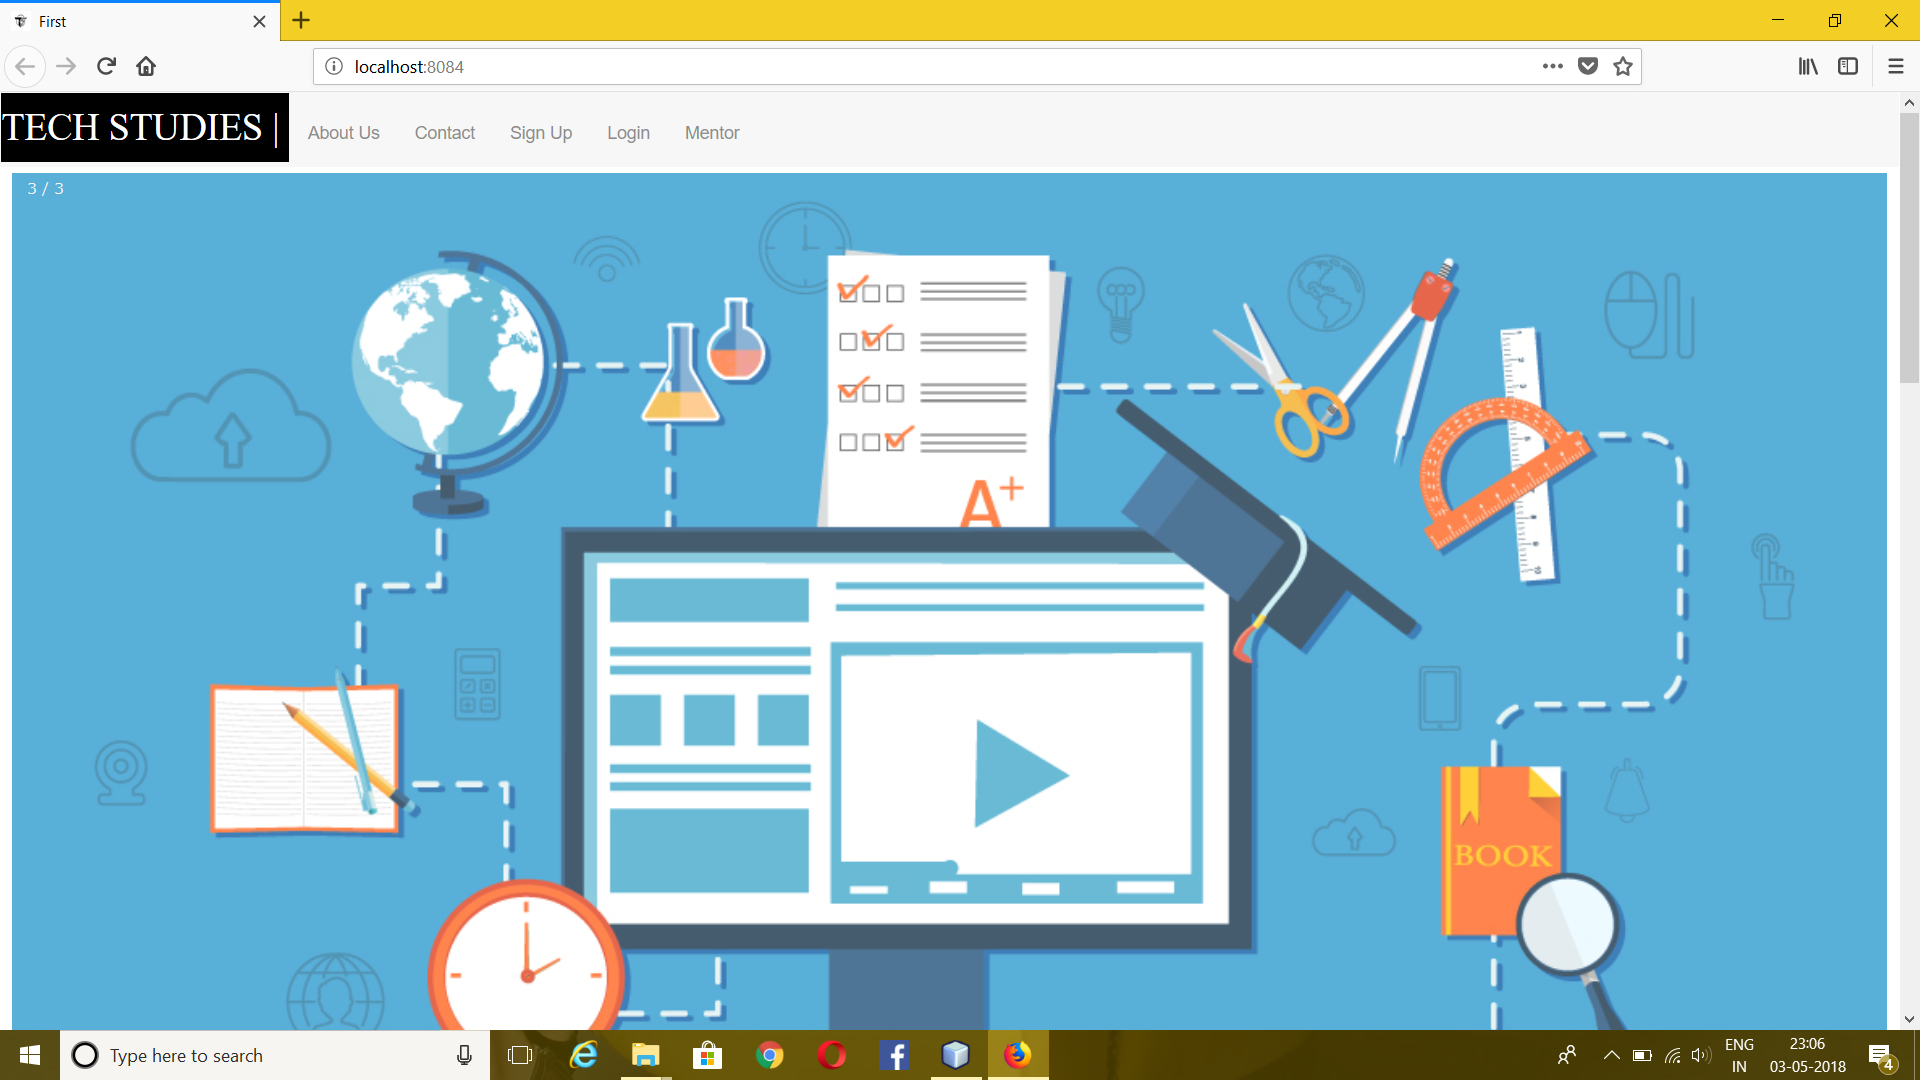 First
localhost:8084
TECH STUDIES |
About Us
Contact
Sign Up
Login
Mentor
3 / 3
A+
BOOK
Type here to search
ENG
IN
23:06
03-05-2018
4